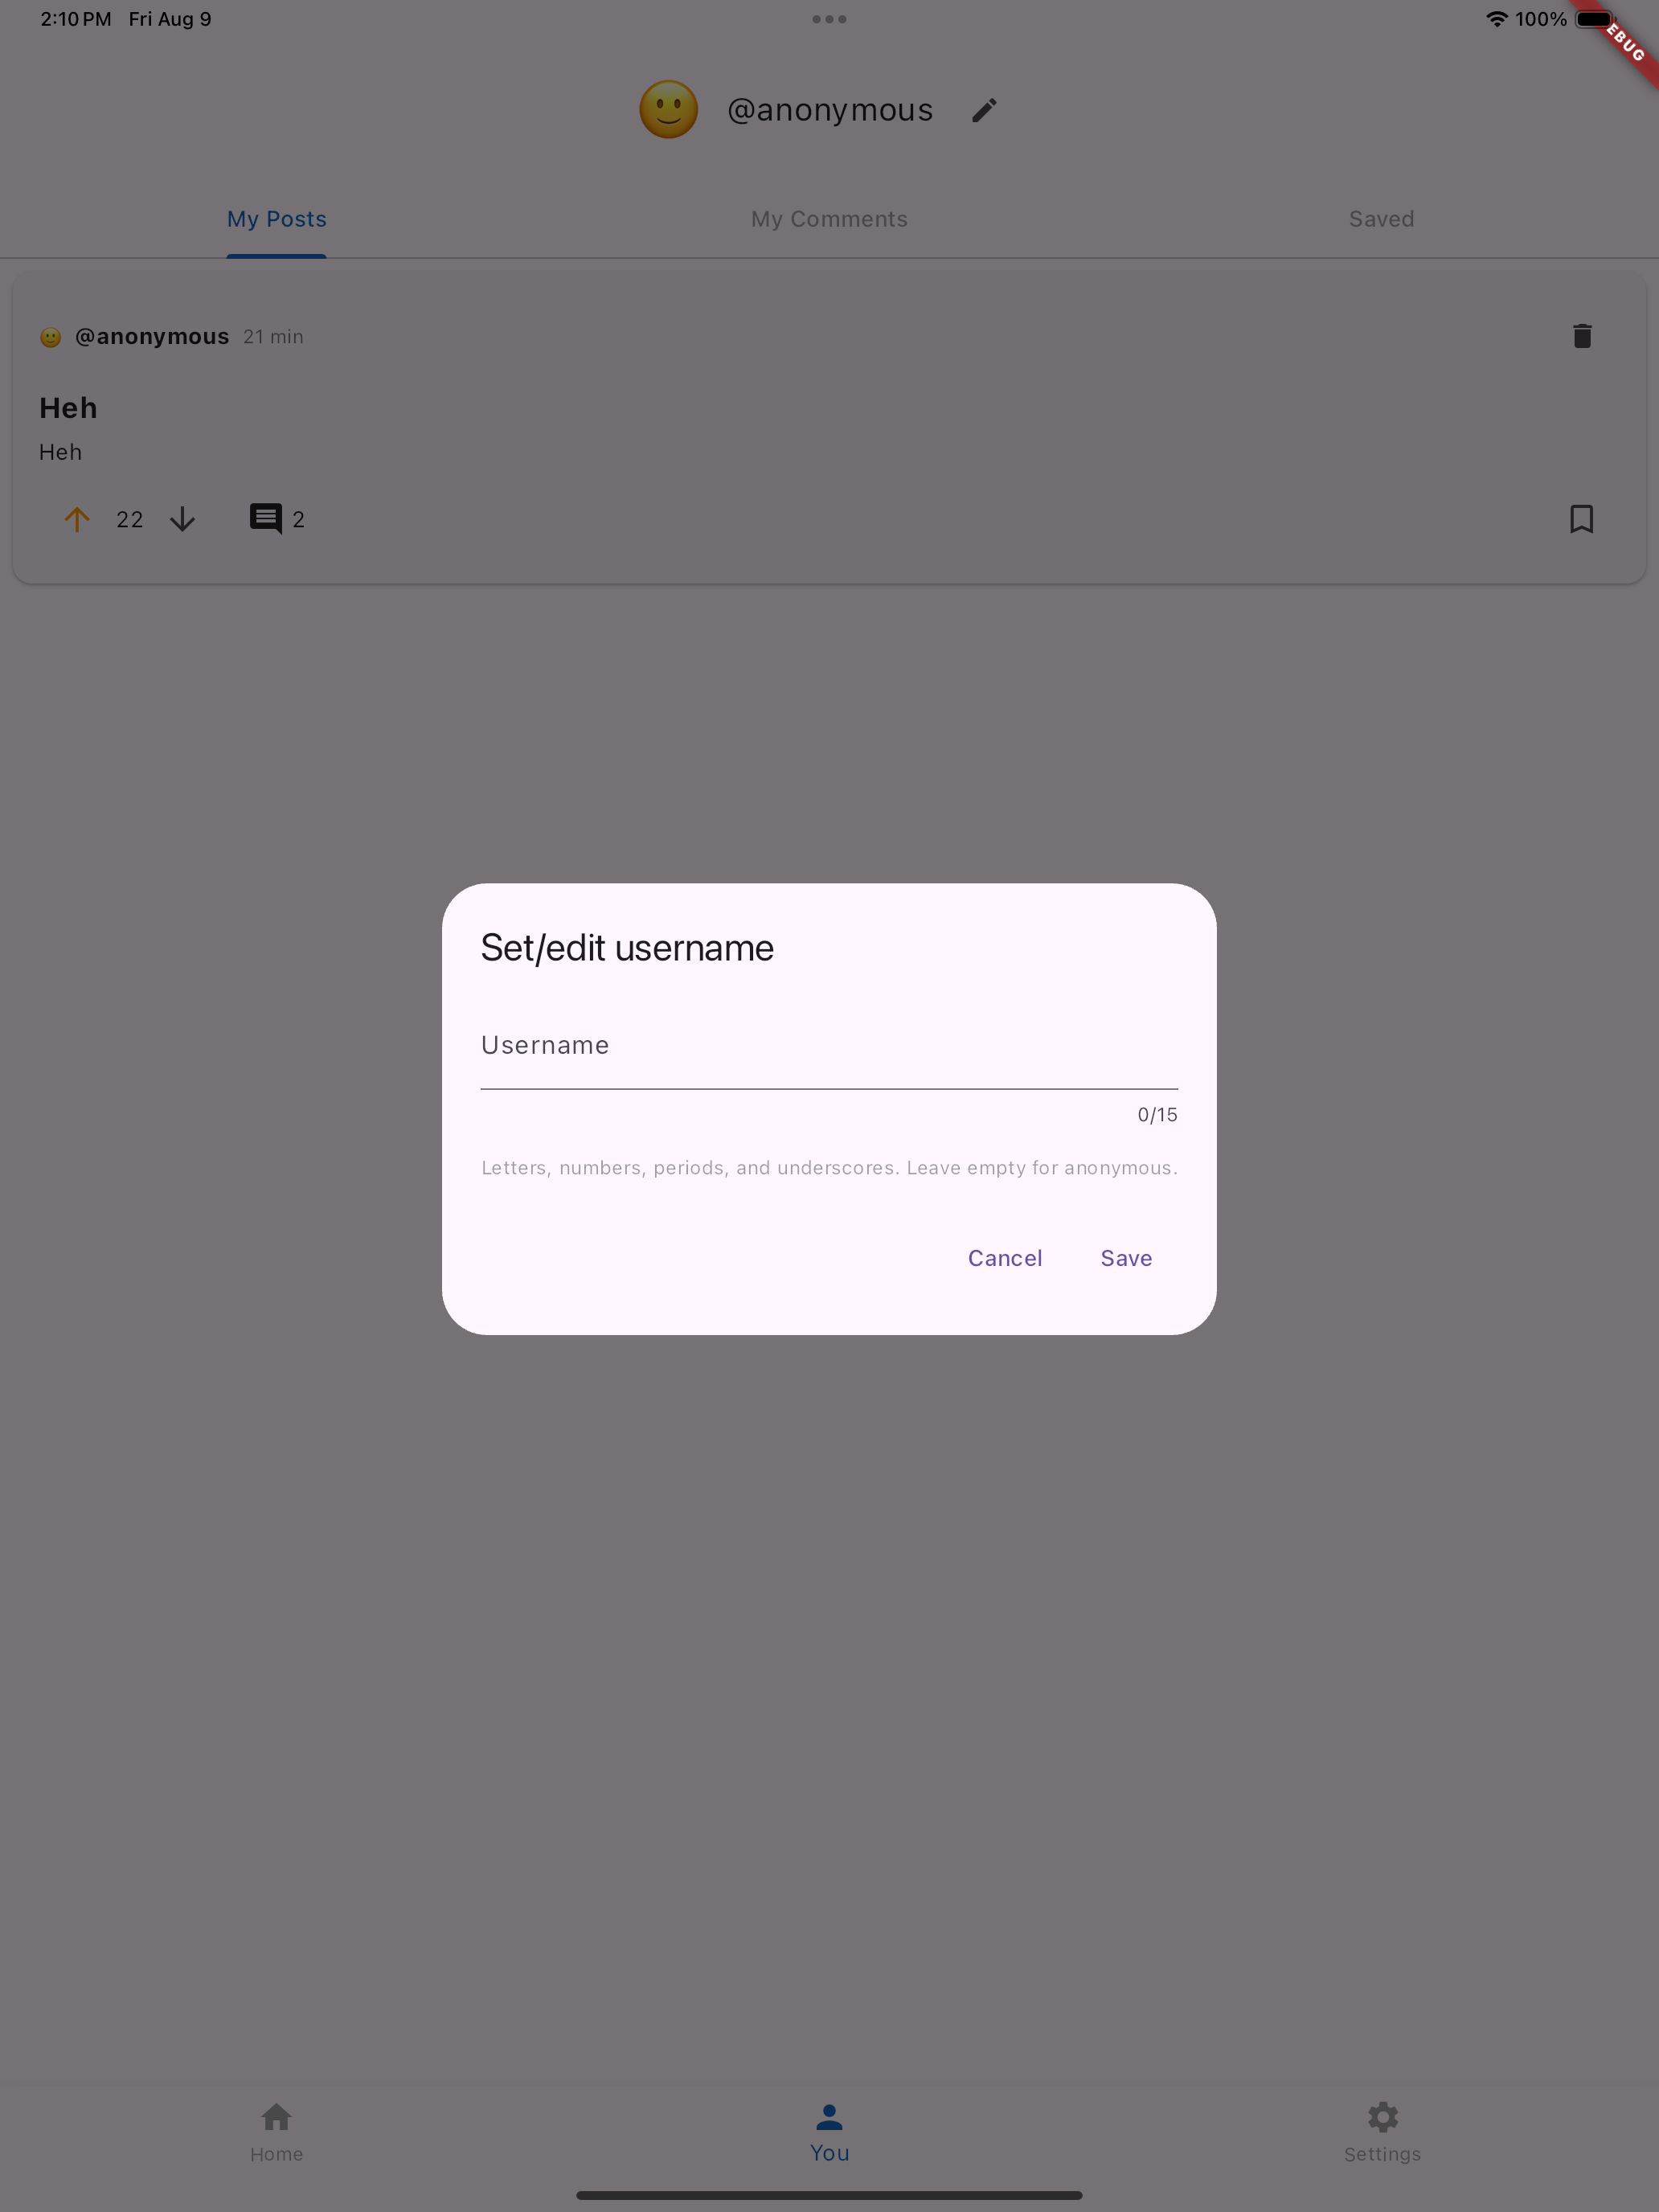 2:10 PM Fri Aug 9
100%
EBUG
@anonymous
My Posts My Comments Saved
@anonymous 21 min
Heh
Heh
22 2
Set/edit username
Username
0/15
Letters, numbers, periods, and underscores. Leave empty for anonymous.
Cancel Save
Home You Settings